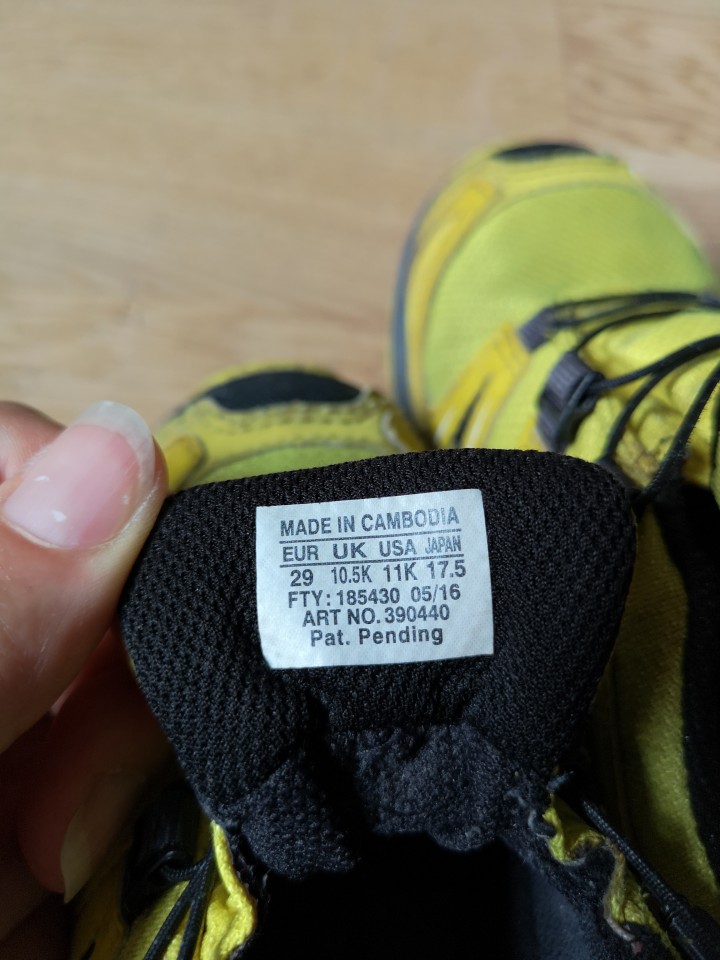 MADE IN CAMBODIA
EUR UK USA JAPAN
29 10.5K 11K 17.5
FTY: 185430 05/16
ART NO. 390440
Pat. Pending